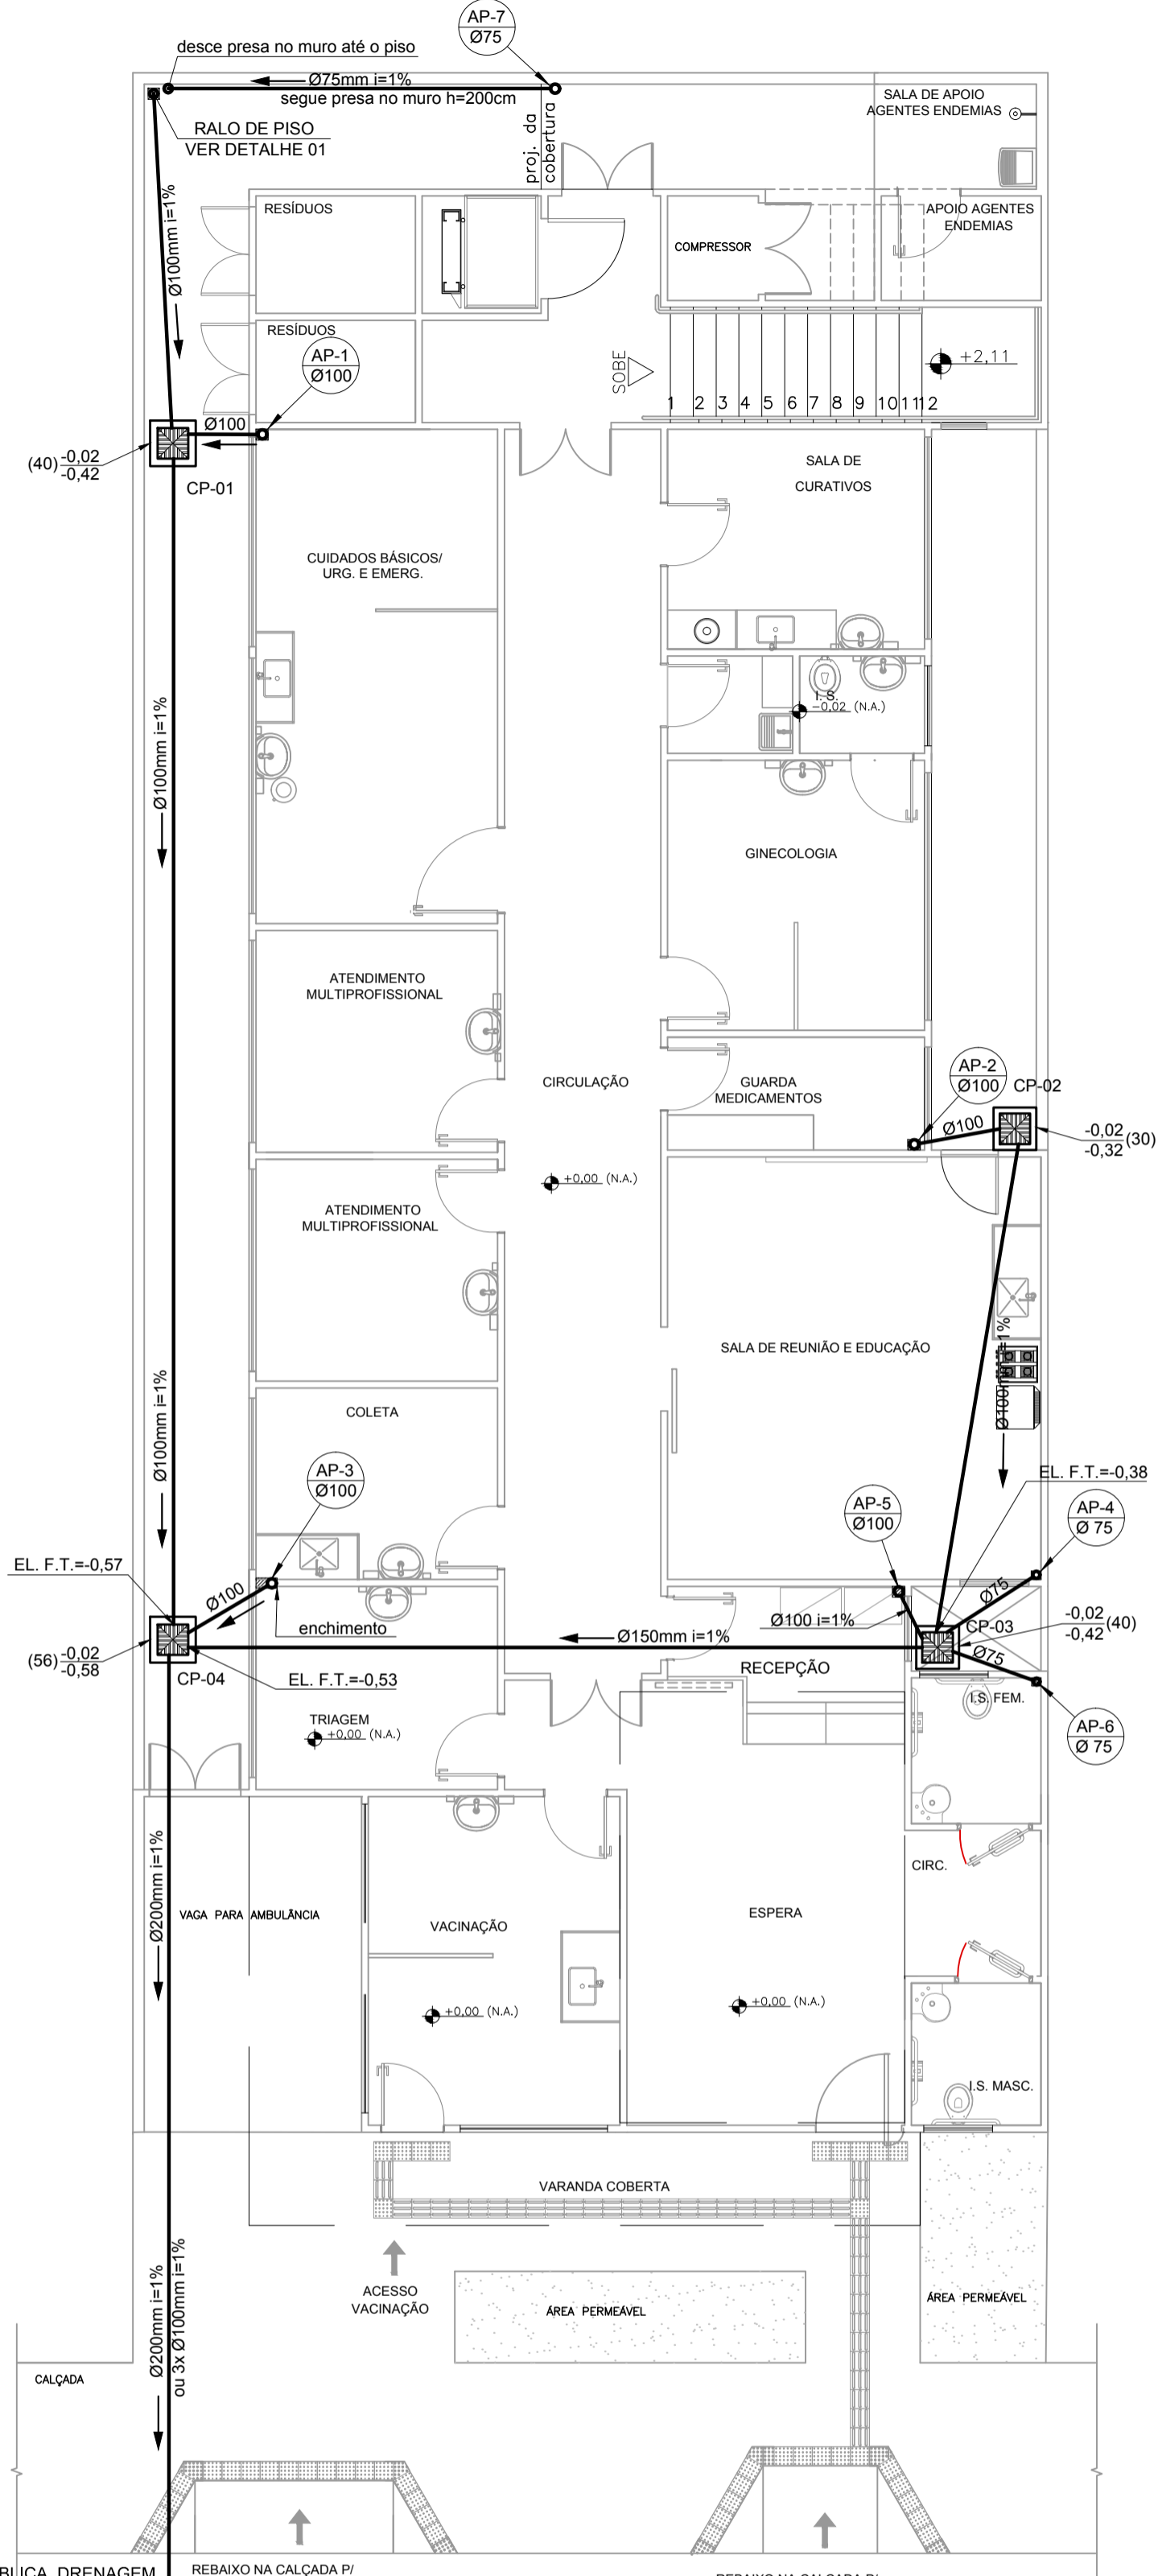 AP-7
Ø75
desce presa no muro até o piso
Ø75mm i=1%
segue presa no muro h=200cm
SALA DE APOIO
AGENTES ENDEMIAS
RALO DE PISO
VER DETALHE 01
proj. da
cobertura
Ø100mm i=1%
RESÍDUOS
APOIO AGENTES
ENDEMIAS
COMPRESSOR
RESÍDUOS
AP-1
Ø100
SOBE
+2,11
1
2
3
4
5
6
7
8
9
10
11
12
Ø100
(40)
-0,02
-0,42
CP-01
SALA DE
CURATIVOS
CUIDADOS BÁSICOS/
URG. E EMERG.
I. S.
-0,02 (N.A.)
Ø100mm i=1%
GINECOLOGIA
ATENDIMENTO
MULTIPROFISSIONAL
CIRCULAÇÃO
GUARDA
MEDICAMENTOS
AP-2
Ø100
CP-02
Ø100
-0,02
-0,32
(30)
+0,00 (N.A.)
ATENDIMENTO
MULTIPROFISSIONAL
SALA DE REUNIÃO E EDUCAÇÃO
Ø100mm i=1%
COLETA
Ø100mm i=1%
AP-3
Ø100
EL. F.T.=-0,38
AP-5
Ø100
AP-4
Ø 75
EL. F.T.=-0,57
Ø100
Ø75
enchimento
Ø100 i=1%
CP-03
-0,02
-0,42
(40)
Ø150mm i=1%
(56)
-0,02
-0,58
CP-04
EL. F.T.=-0,53
RECEPÇÃO
Ø75
I.S. FEM.
AP-6
Ø 75
TRIAGEM
+0,00 (N.A.)
Ø200mm i=1%
CIRC.
VAGA PARA AMBULÂNCIA
VACINAÇÃO
ESPERA
+0,00 (N.A.)
+0,00 (N.A.)
I.S. MASC.
VARANDA COBERTA
Ø200mm i=1%
ou 3x Ø100mm i=1%
ACESSO
VACINAÇÃO
ÁREA PERMEÁVEL
ÁREA PERMEÁVEL
CALÇADA
DRENAGEM
REBAIXO NA CALÇADA P/